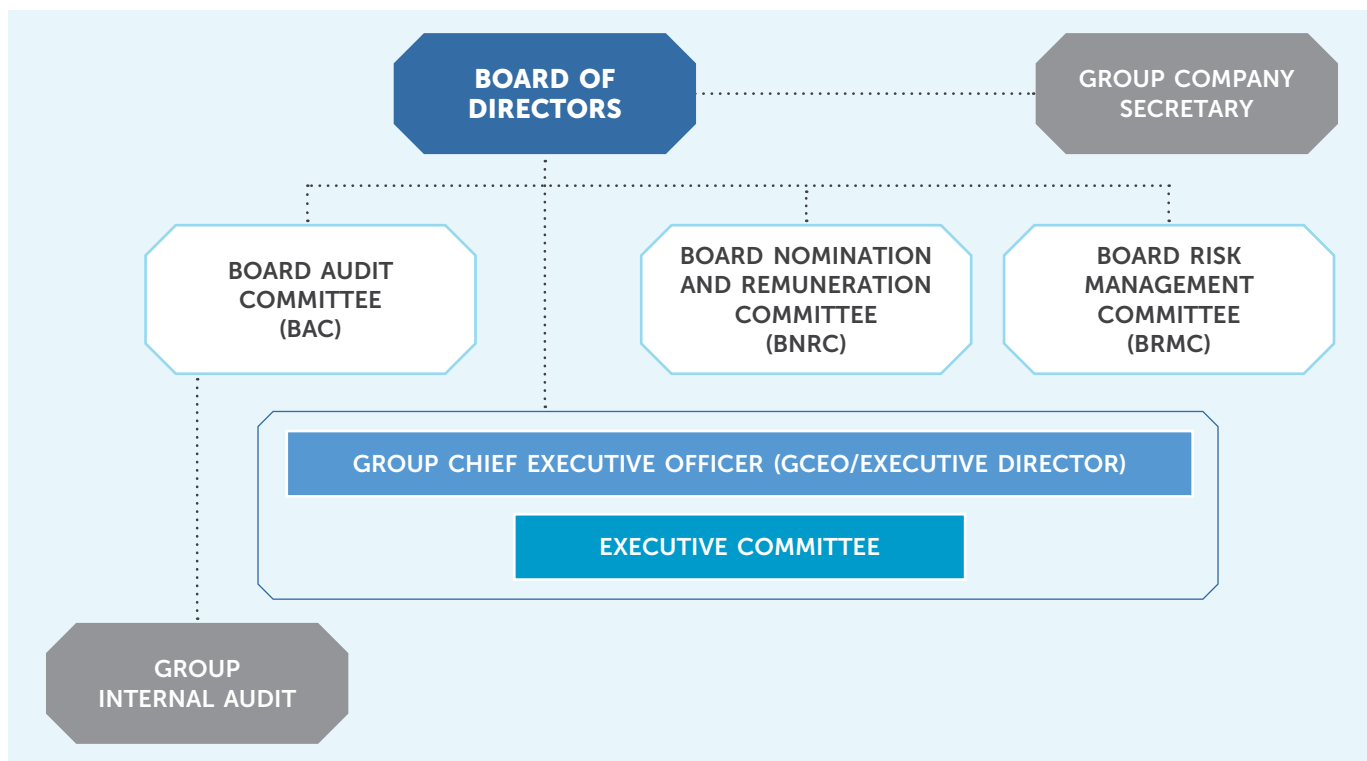 BOARD OF
DIRECTORS
GROUP COMPANY
SECRETARY
BOARD AUDIT
COMMITTEE
(BAC)
BOARD NOMINATION
AND REMUNERATION
COMMITTEE
(BNRC)
BOARD RISK
MANAGEMENT
COMMITTEE
(BRMC)
GROUP CHIEF EXECUTIVE OFFICER (GCEO/EXECUTIVE DIRECTOR)
EXECUTIVE COMMITTEE
GROUP
INTERNAL AUDIT